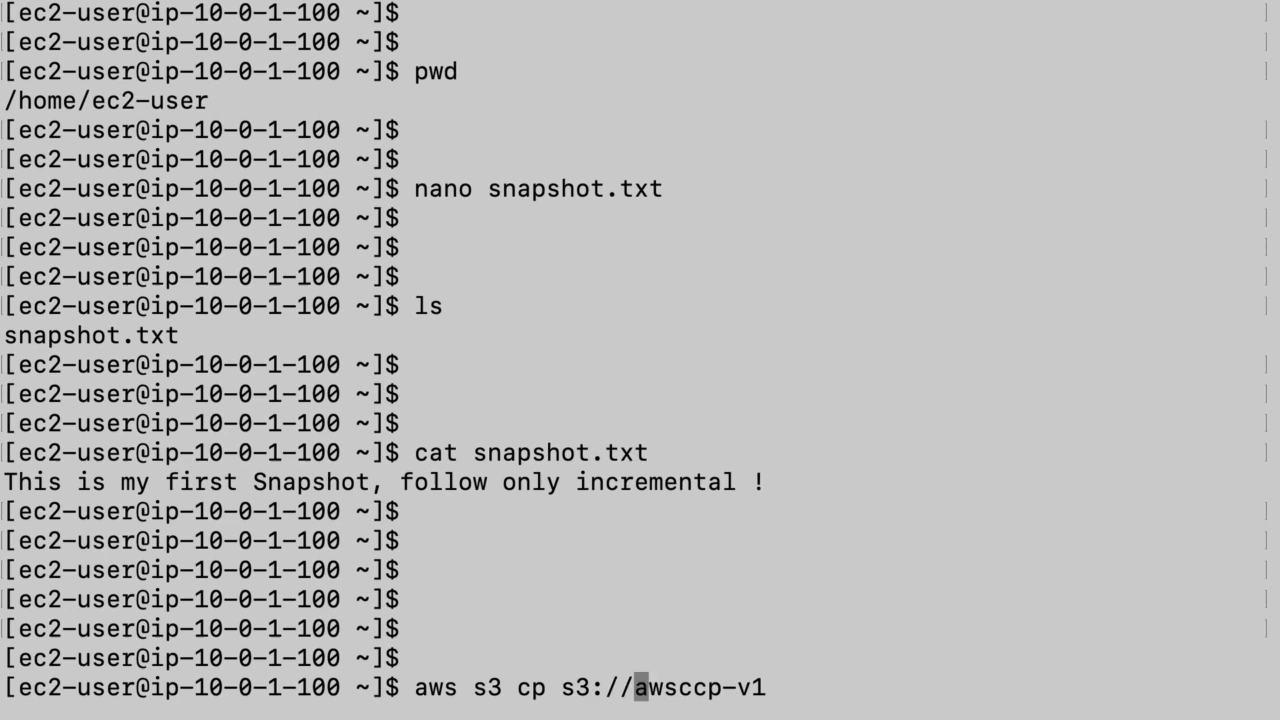 [ec2-user@ip-10-0-1-100 ~]$
[ec2-user@ip-10-0-1-100 ~]$
[ec2-user@ip-10-0-1-100 ~]$ pwd
/home/ec2-user
[ec2-user@ip-10-0-1-100 ~]$
[ec2-user@ip-10-0-1-100 ~]$
[ec2-user@ip-10-0-1-100 ~]$ nano snapshot.txt
[ec2-user@ip-10-0-1-100 ~]$
[ec2-user@ip-10-0-1-100 ~]$
[ec2-user@ip-10-0-1-100 ~]$
[ec2-user@ip-10-0-1-100 ~]$ ls
snapshot.txt
[ec2-user@ip-10-0-1-100 ~]$
[ec2-user@ip-10-0-1-100 ~]$
[ec2-user@ip-10-0-1-100 ~]$
[ec2-user@ip-10-0-1-100 ~]$ cat snapshot.txt
This is my first Snapshot, follow only incremental !
[ec2-user@ip-10-0-1-100 ~]$
[ec2-user@ip-10-0-1-100 ~]$
[ec2-user@ip-10-0-1-100 ~]$
[ec2-user@ip-10-0-1-100 ~]$
[ec2-user@ip-10-0-1-100 ~]$
[ec2-user@ip-10-0-1-100 ~]$
[ec2-user@ip-10-0-1-100 ~]$ aws s3 cp s3://awsccp-v1